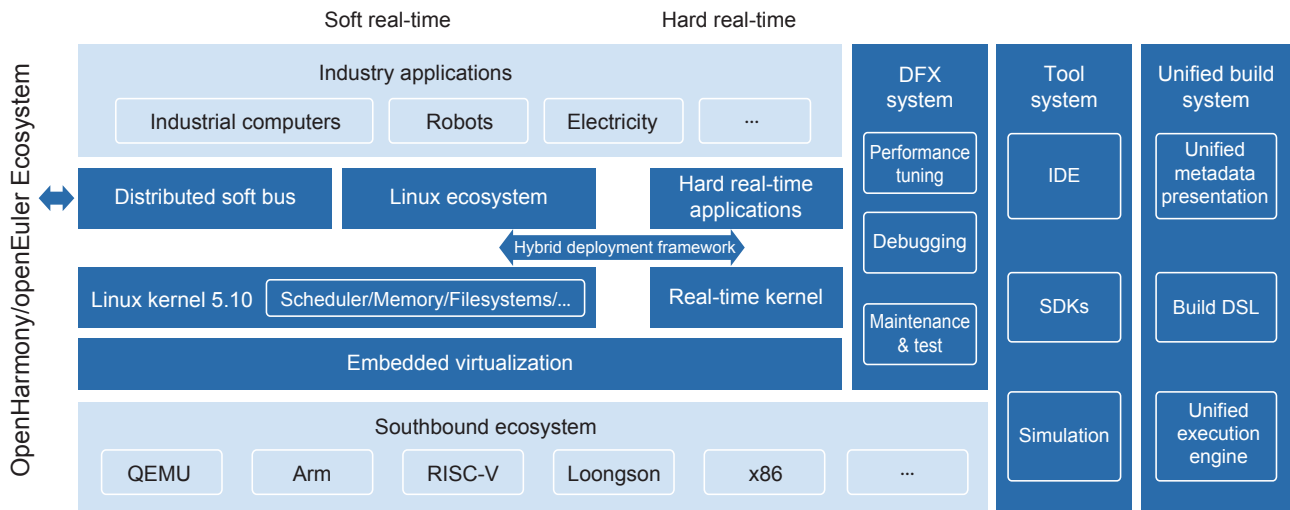 Soft real-time
Hard real-time
OpenHarmony/openEuler Ecosystem
Industry applications
Industrial computers
Robots
Electricity
...
Distributed soft bus
Linux ecosystem
Hard real-time
applications
Hybrid deployment framework
Linux kernel 5.10
Scheduler/Memory/Filesystems/...
Real-time kernel
Embedded virtualization
Southbound ecosystem
QEMU
Arm
RISC-V
Loongson
x86
...
DFX
system
Performance
tuning
Debugging
Maintenance
& test
Tool
system
IDE
SDKs
Simulation
Unified build
system
Unified
metadata
presentation
Build DSL
Unified
execution
engine